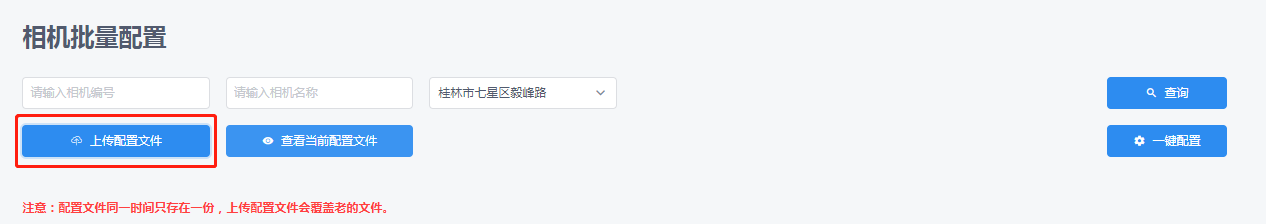 相机批量配置
请输入相机编号 请输入相机名称 桂林市七星区毅峰路 查询
上传配置文件 查看当前配置文件 一键配置
注意：配置文件同一时间只存在一份，上传配置文件会覆盖老的文件。